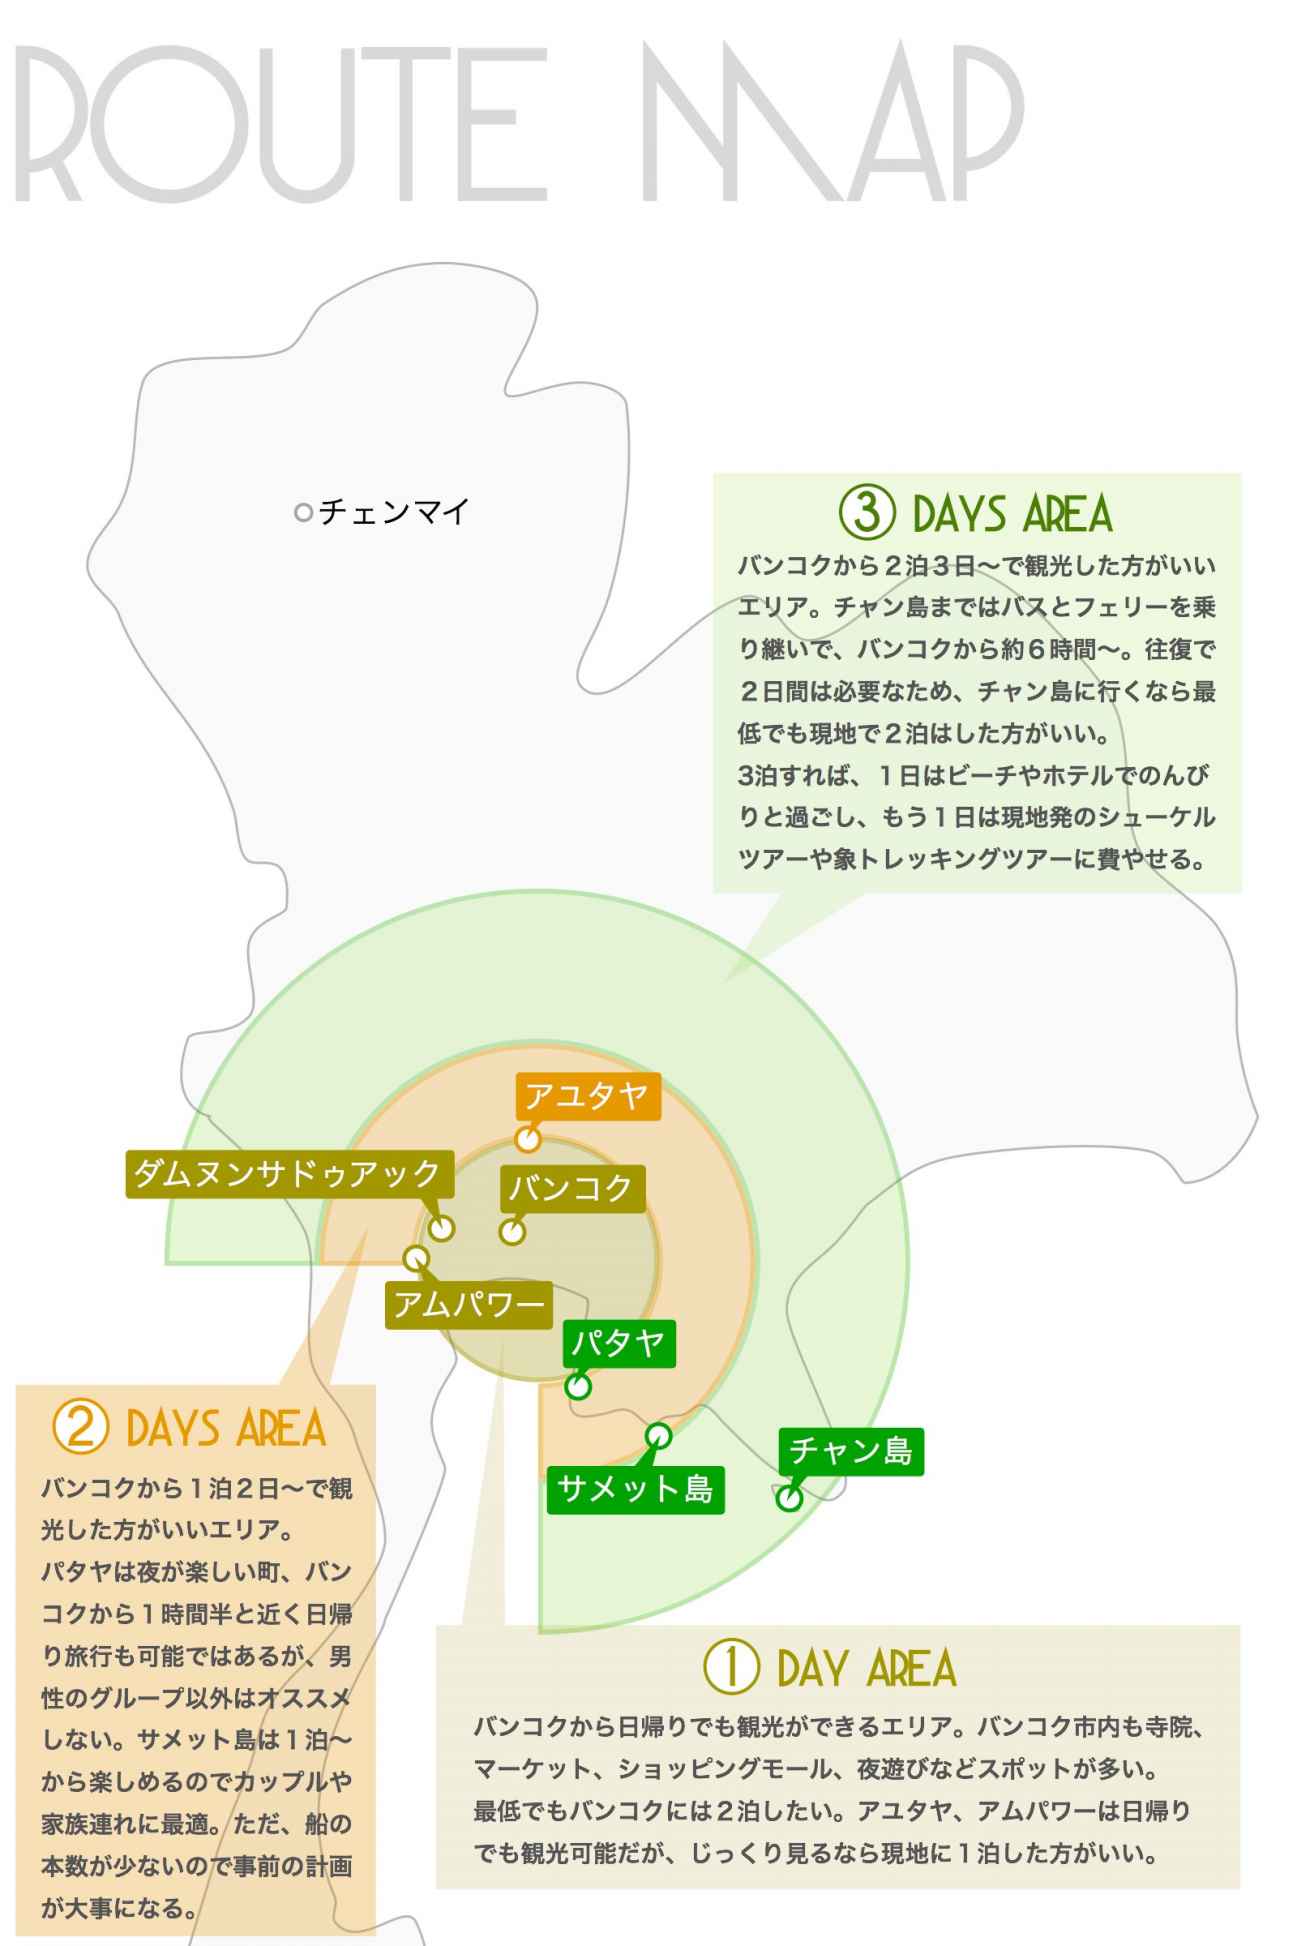 ROUTE MAP
チェンマイ
③ DAYS AREA
バンコクから２泊３日〜で観光した方がいい
エリア。チャン島まではバスとフェリーを乗
り継いで、バンコクから約６時間〜。往復で
２日間は必要なため、チャン島に行くなら最
低でも現地で２泊はした方がいい。
3泊すれば、１日はビーチやホテルでのんび
りと過ごし、もう１日は現地発のシューケル
ツアーや象トレッキングツアーに費やせる。
アユタヤ
ダムヌンサドゥアック
バンコク
アムパワー
パタヤ
サメット島
チャン島
② DAYS AREA
バンコクから１泊２日〜で観
光した方がいいエリア。
パタヤは夜が楽しい町、バン
コクから１時間半と近く日帰
り旅行も可能ではあるが、男
性のグループ以外はオススメ
しない。サメット島は１泊〜
から楽しめるのでカップルや
家族連れに最適。ただ、船の
本数が少ないので事前の計画
が大事になる。
① DAY AREA
バンコクから日帰りでも観光ができるエリア。バンコク市内も寺院、
マーケット、ショッピングモール、夜遊びなどスポットが多い。
最低でもバンコクには２泊したい。アユタヤ、アムパワーは日帰り
でも観光可能だが、じっくり見るなら現地に１泊した方がいい。